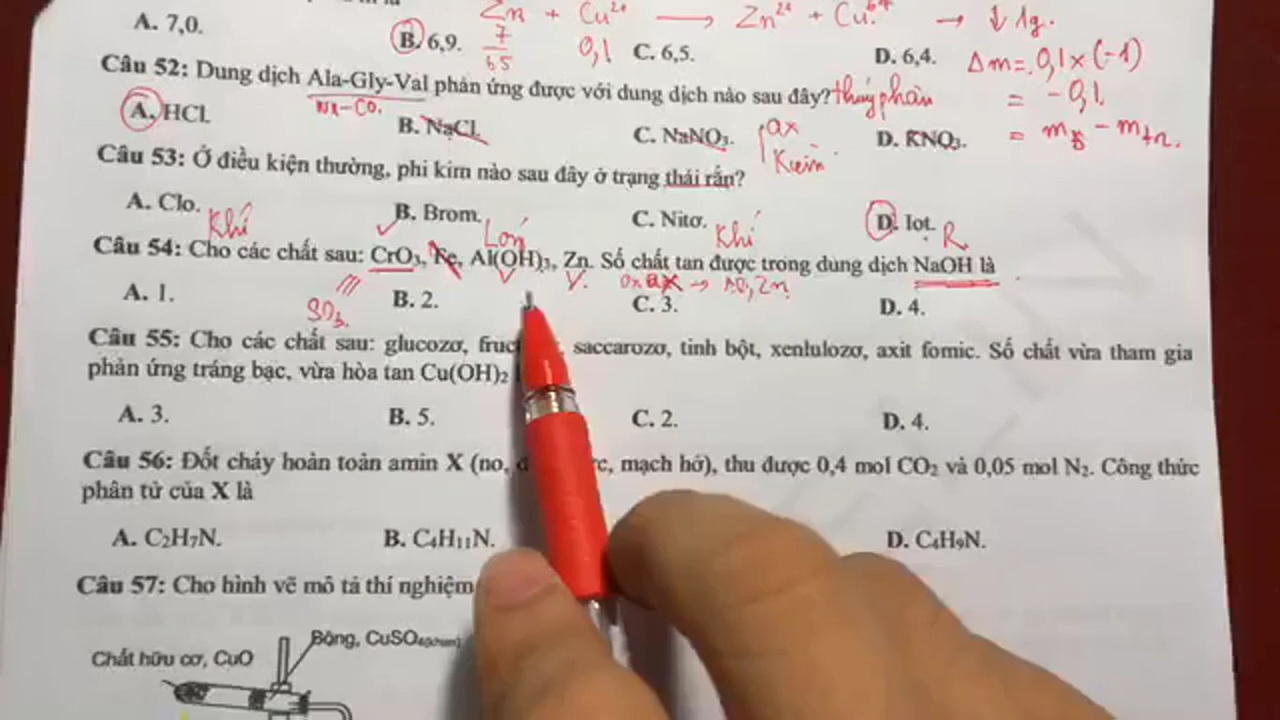 Zn + Cu²⁺ → Zn²⁺ + Cu. → ↓ 1g.
A. 7,0. B. 6,9. 7/65 0,1 C. 6,5. D. 6,4. Δm = 0,1 x (-1)
Câu 52: Dung dịch Ala-Gly-Val phản ứng được với dung dịch nào sau đây? thủy phân = -0,1
A. HCl. B. NaCl. C. NaNO₃. ax D. KNO₃. = m - m
Kiềm
Câu 53: Ở điều kiện thường, phi kim nào sau đây ở trạng thái rắn?
A. Clo. Khí B. Brom. Lỏng C. Nitơ. Khí D. Iot. R
Câu 54: Cho các chất sau: CrO₃, Fe, Al(OH)₃, Zn. Số chất tan được trong dung dịch NaOH là
A. 1. SO₃ B. 2. C. 3. D. 4.
Câu 55: Cho các chất sau: glucozơ, saccarozơ, tinh bột, xenlulozơ, axit fomic. Số chất vừa tham gia
phản ứng tráng bạc, vừa hòa tan Cu(OH)₂
A. 3. B. 5. C. 2. D. 4.
Câu 56: Đốt cháy hoàn toàn amin X (no, mạch hở), thu được 0,4 mol CO₂ và 0,05 mol N₂. Công thức
phân tử của X là
A. C₂H₇N. B. C₄H₁₁N. D. C₄H₉N.
Câu 57: Cho hình vẽ mô tả thí nghiệm
Bông, CuSO₄(khan)
Chất hữu cơ, CuO